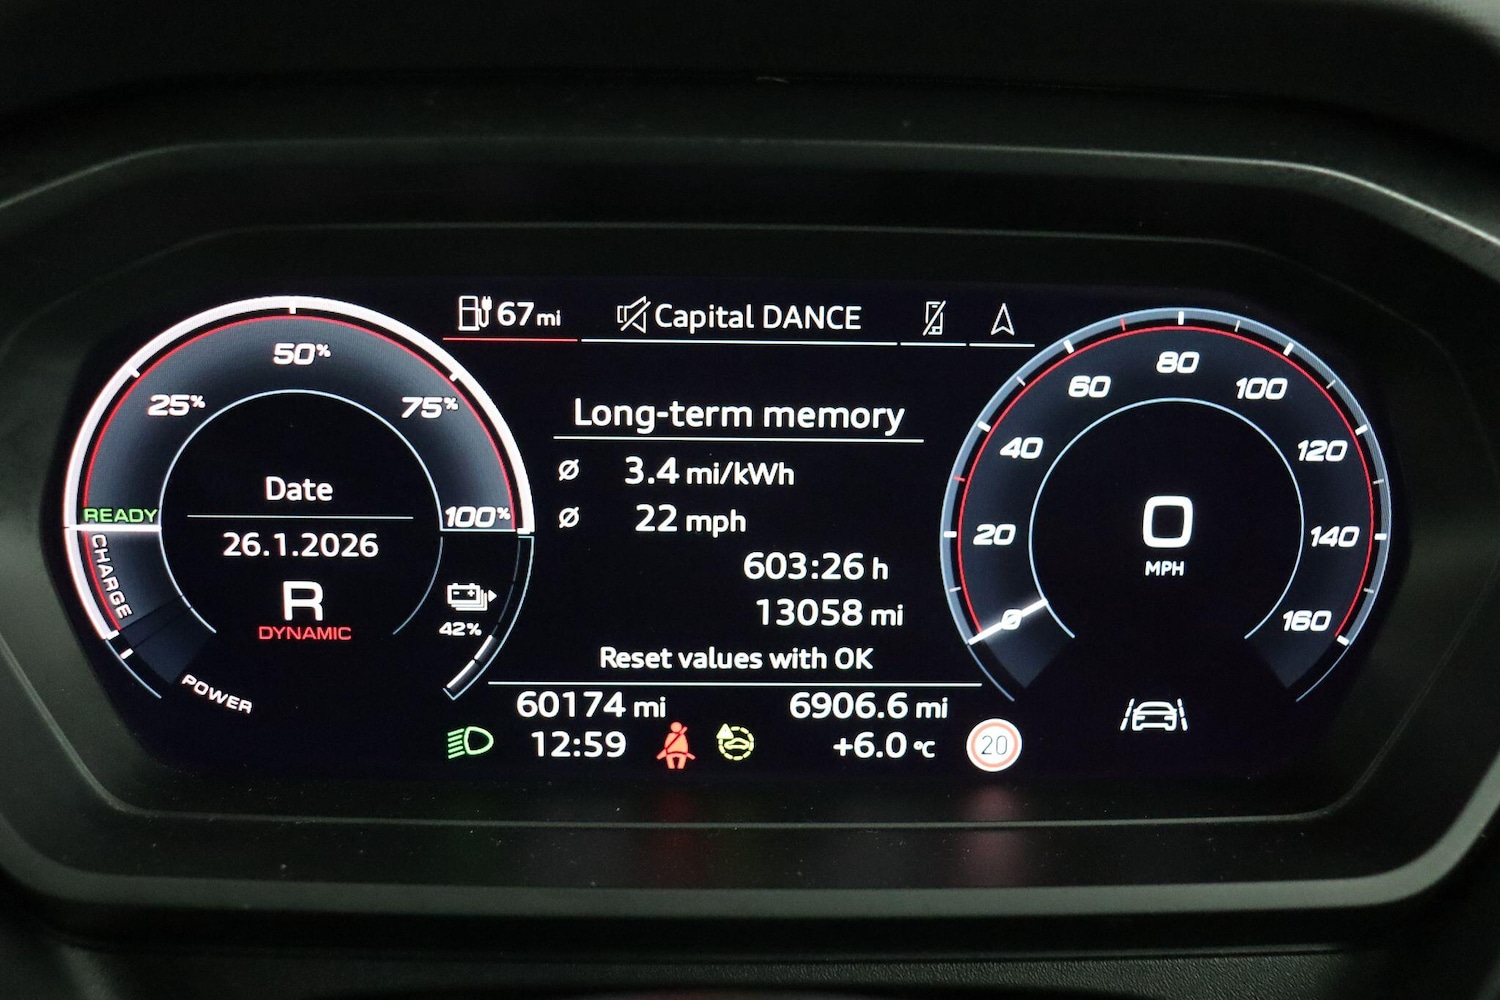 67 mi Capital DANCE
25% 50% 75% 100%
READY
CHARGE
POWER
Date
26.1.2026
R
DYNAMIC
42%
Long-term memory
Ø 3.4 mi/kWh
Ø 22 mph
603:26 h
13058 mi
Reset values with OK
60174 mi 6906.6 mi
12:59 +6.0 °C 20
0 20 40 60 80 100 120 140 160
0
MPH